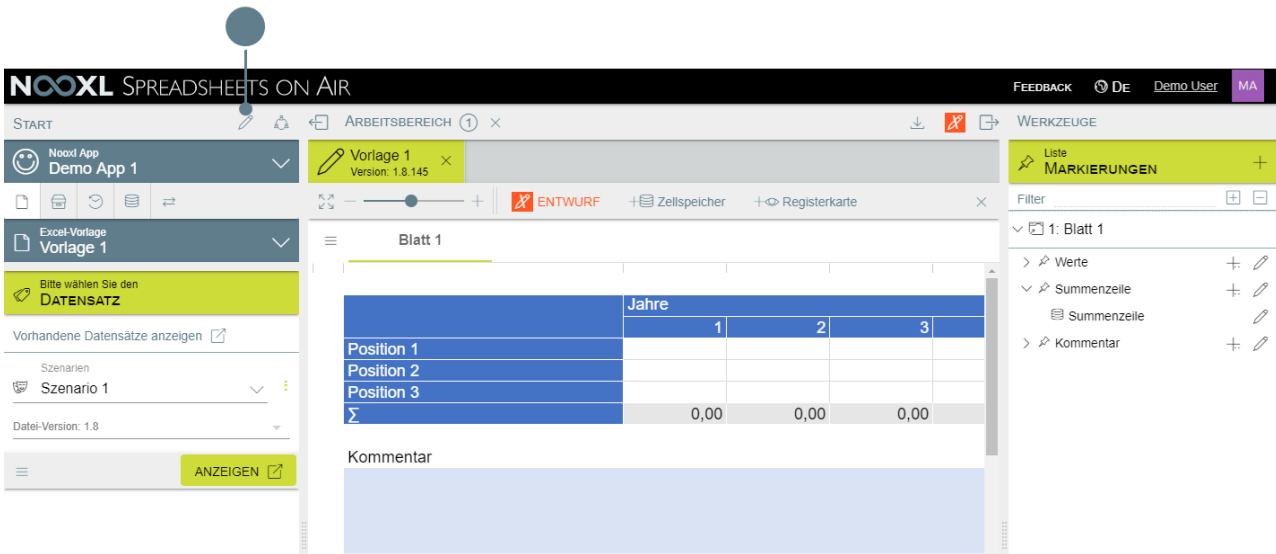 NOOXL SPREADSHEETS ON AIR
FEEDBACK DE Demo User MA
START
ARBEITSBEREICH 1
WERKZEUGE
Nooxl App
Demo App 1
Vorlage 1
Version: 1.8.145
Liste
MARKIERUNGEN
ENTWURF Zellspeicher Registerkarte
Filter
Excel-Vorlage
Vorlage 1
Blatt 1
1: Blatt 1
Bitte wählen Sie den
DATENSATZ
Vorhandene Datensätze anzeigen
Szenarien
Szenario 1
Datei-Version: 1.8
ANZEIGEN
Jahre
1 2 3
Position 1
Position 2
Position 3
Σ 0,00 0,00 0,00
Kommentar
Werte
Summenzeile
Summenzeile
Kommentar